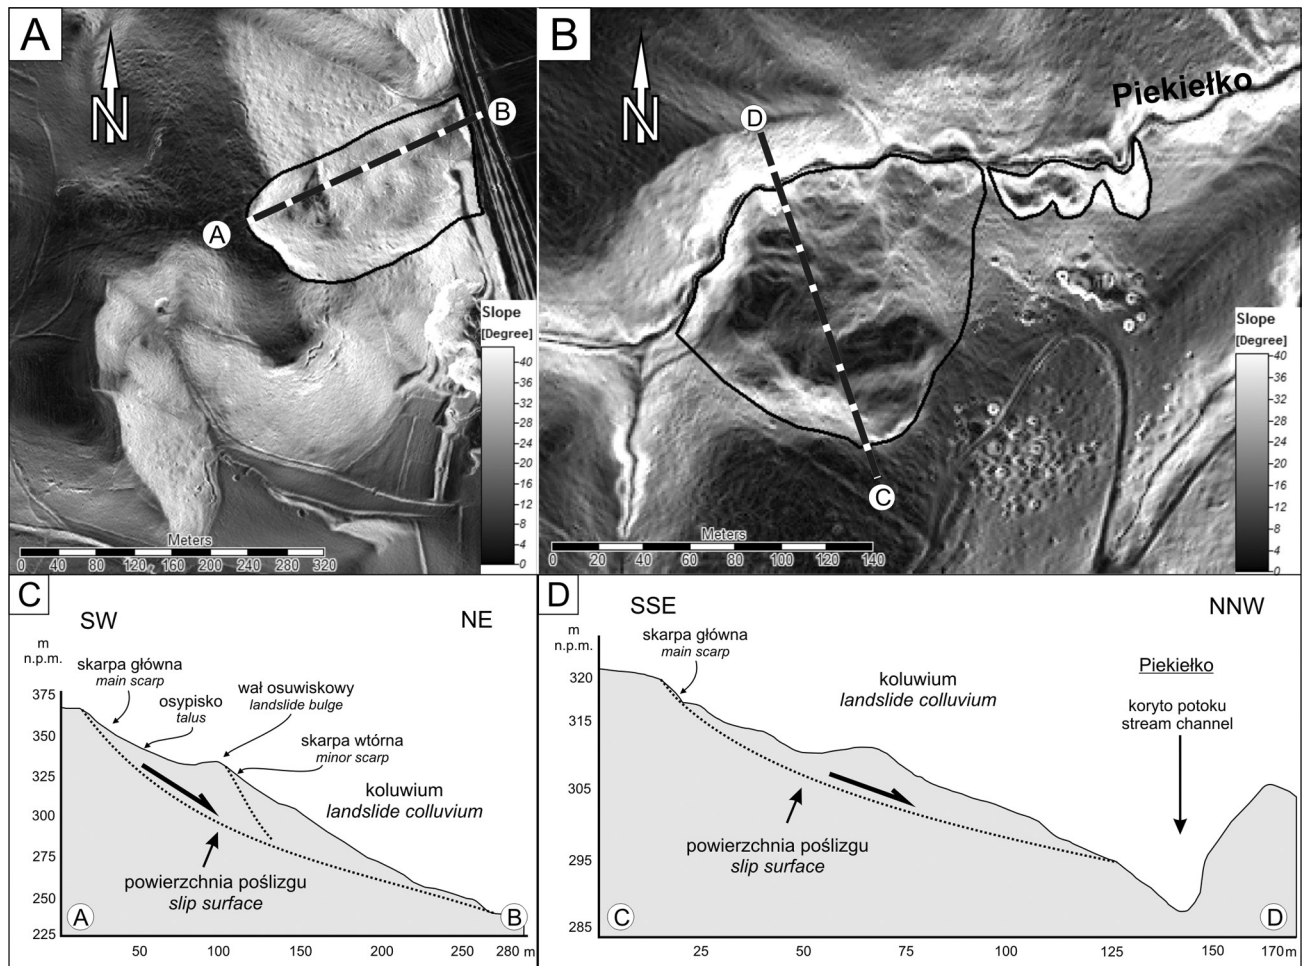 A
N
B
A
Slope
[Degree]
40
36
32
28
24
20
16
12
8
4
0
Meters
0 40 80 120 160 200 240 280 320
B
N
D
Piekiełko
C
Slope
[Degree]
40
36
32
28
24
20
16
12
8
4
0
Meters
0 20 40 60 80 100 120 140
C
SW
NE
m
n.p.m.
skarpa główna
main scarp
osypisko
talus
wał osuwiskowy
landslide bulge
skarpa wtórna
minor scarp
koluwium
landslide colluvium
powierzchnia poślizgu
slip surface
375
350
325
300
275
250
225
A
B
50 100 150 200 250 280 m
D
SSE
NNW
m
n.p.m.
skarpa główna
main scarp
koluwium
landslide colluvium
Piekiełko
koryto potoku
stream channel
powierzchnia poślizgu
slip surface
320
315
305
295
285
C
D
25 50 75 100 126 150 170 m